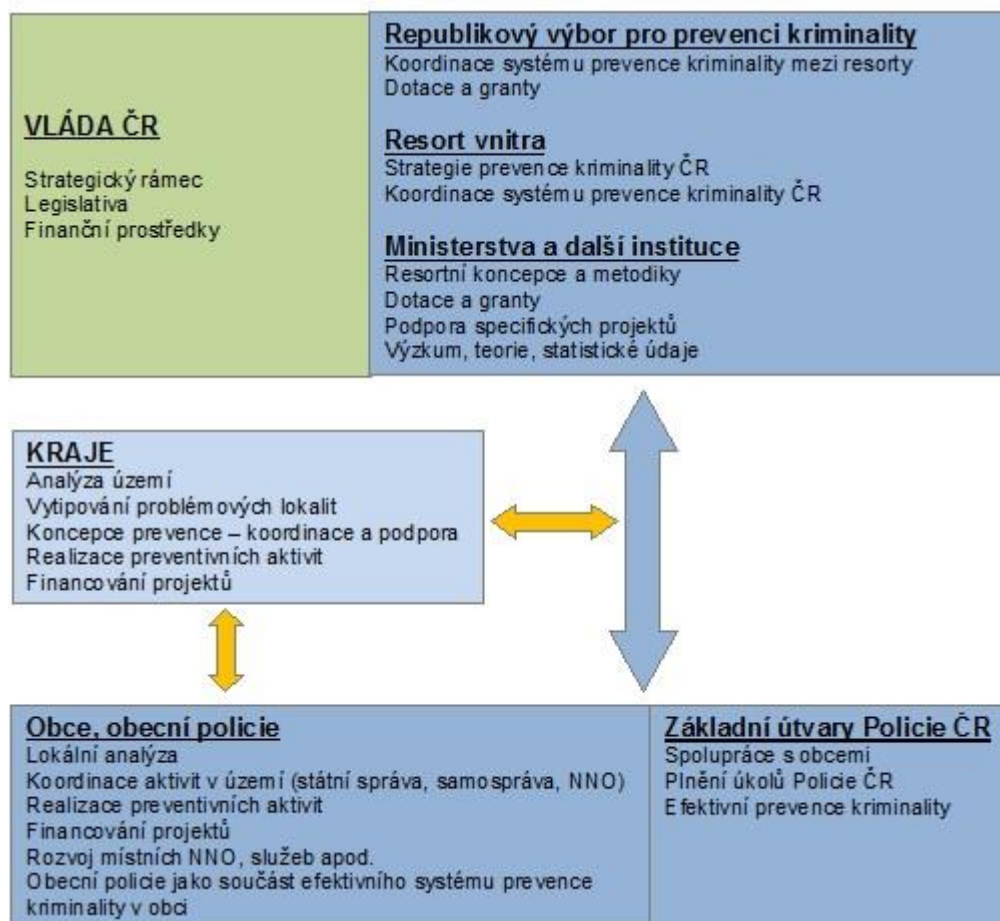 VLÁDA ČR
Strategický rámec
Legislativa
Finanční prostředky
Republikový výbor pro prevenci kriminality
Koordinace systému prevence kriminality mezi resorty
Dotace a granty
Resort vnitra
Strategie prevence kriminality ČR
Koordinace systému prevence kriminality ČR
Ministerstva a další instituce
Resortní koncepce a metodiky
Dotace a granty
Podpora specifických projektů
Výzkum, teorie, statistické údaje
KRAJE
Analýza území
Vytipování problémových lokalit
Koncepce prevence – koordinace a podpora
Realizace preventivních aktivit
Financování projektů
Obce, obecní policie
Lokální analýza
Koordinace aktivit v území (státní správa, samospráva, NNO)
Realizace preventivních aktivit
Financování projektů
Rozvoj místních NNO, služeb apod.
Obecní policie jako součást efektivního systému prevence
kriminality v obci
Základní útvary Policie ČR
Spolupráce s obcemi
Plnění úkolů Policie ČR
Efektivní prevence kriminality